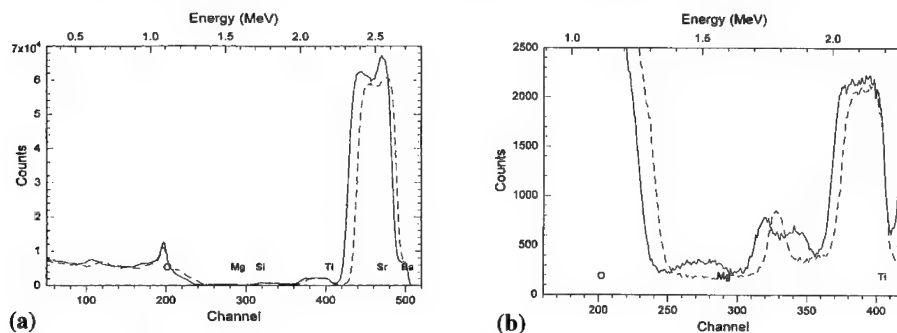 Energy (MeV)
0.5 1.0 1.5 2.0 2.5
7x10⁴
6
5
4
3
2
1
0
Counts
O Mg Si Ti Sr Ba
100 200 300 400 500
Channel
(a)
Energy (MeV)
1.0 1.5 2.0
2500
2000
1500
1000
500
0
Counts
O Mg Ti
200 250 300 350 400
Channel
(b)